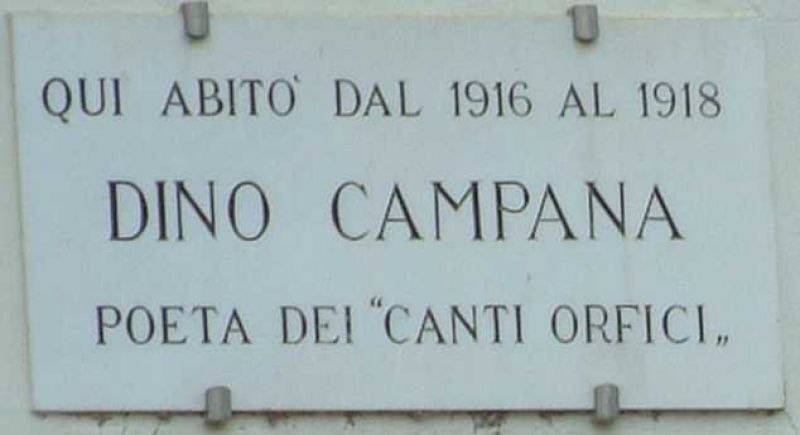 QUI ABITO' DAL 1916 AL 1918
DINO CAMPANA
POETA DEI “CANTI ORFICI„